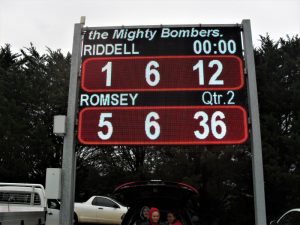 f the Mighty Bombers.
RIDDELL 00:00
1 6 12
ROMSEY Qtr.2
5 6 36